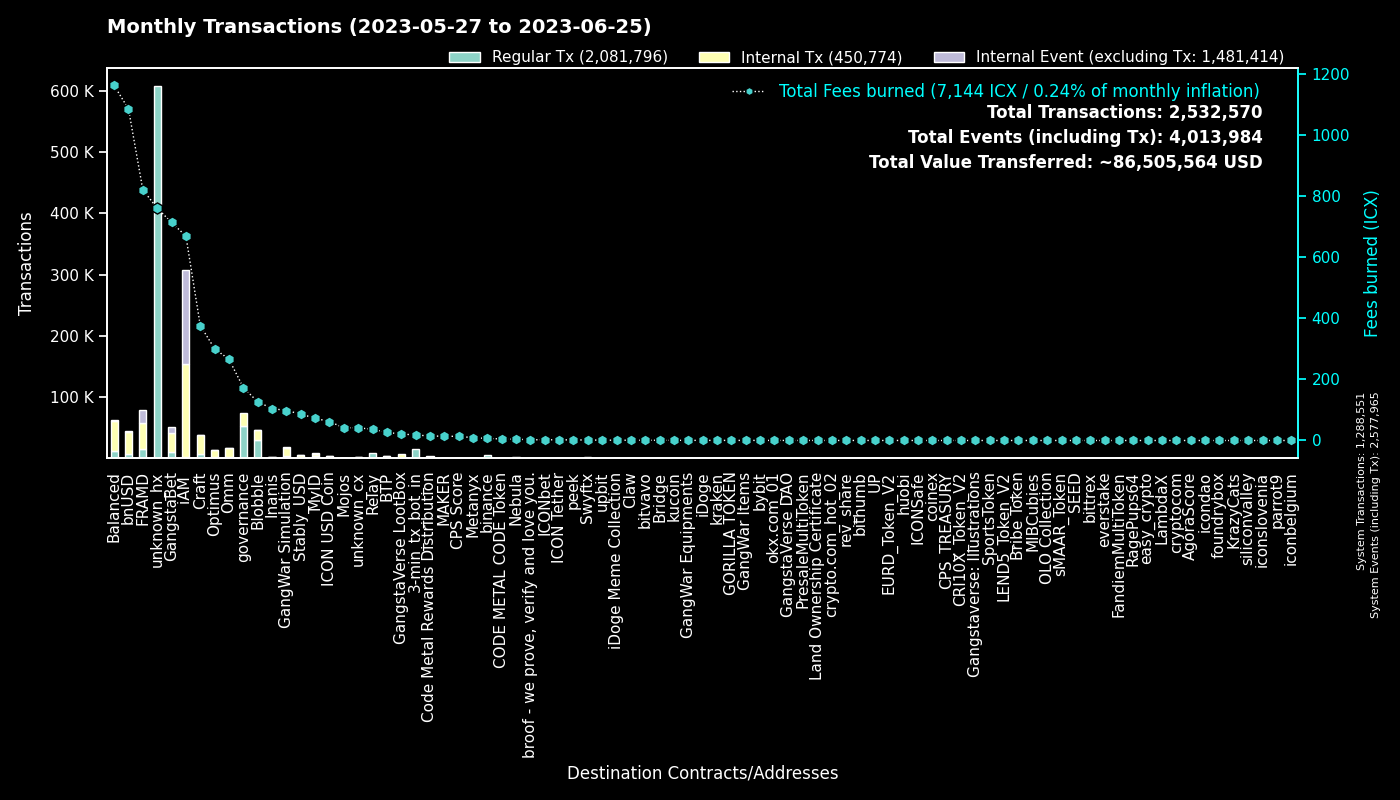 Monthly Transactions (2023-05-27 to 2023-06-25)
Regular Tx (2,081,796)
Internal Tx (450,774)
Internal Event (excluding Tx: 1,481,414)
Total Fees burned (7,144 ICX / 0.24% of monthly inflation)
Total Transactions: 2,532,570
Total Events (including Tx): 4,013,984
Total Value Transferred: ~86,505,564 USD
Transactions
600 K
500 K
400 K
300 K
200 K
100 K
1200
1000
800
600
400
200
0
Fees burned (ICX)
System Transactions: 1,288,551
System Events (including Tx): 2,577,965
Balanced
bnUSD
FRAMD
unknown_hx
GangstaBet
IAM
Craft
Optimus
Omm
governance
Blobble
Inanis
GangWar_Simulation
Stably_USD
MyID
ICON USD Coin
Mojos
unknown_cx
Relay
BTP
GangstaVerse LootBox
3-min_tx_bot_in
Code Metal Rewards Distribution
MAKER
CPS Score
Metanyx
binance
CODE METAL CODE Token
Nebula
broof - we prove, verify and love you.
ICONbet
ICON Tether
peek
Swyftx
upbit
iDoge Meme Collection
Claw
bitvavo
Bridge
kucoin
GangWar Equipments
iDoge
kraken
GORILLA TOKEN
GangWar Items
bybit
okx.com_01
GangstaVerse DAO
PresaleMultiToken
Land Ownership Certificate
crypto.com_hot_02
rev_share
bithumb
UP
EURD_Token_V2
huobi
ICONSafe
coinex
CPS_TREASURY
CRI10X_Token_V2
Gangstaverse: Illustrations
SportsToken
LEND5_Token_V2
Bribe Token
MIBCubies
OLO_Collection
sMAAR_Token
SEED
bittrex
everstake
FandiemMultiToken
RagePups64
easy_crypto
LambdaX
cryptocom
AgoraScore
icondao
foundrybox
KrazyCats
siliconvalley
iconslovenia
parrot9
iconbelgium
Destination Contracts/Addresses